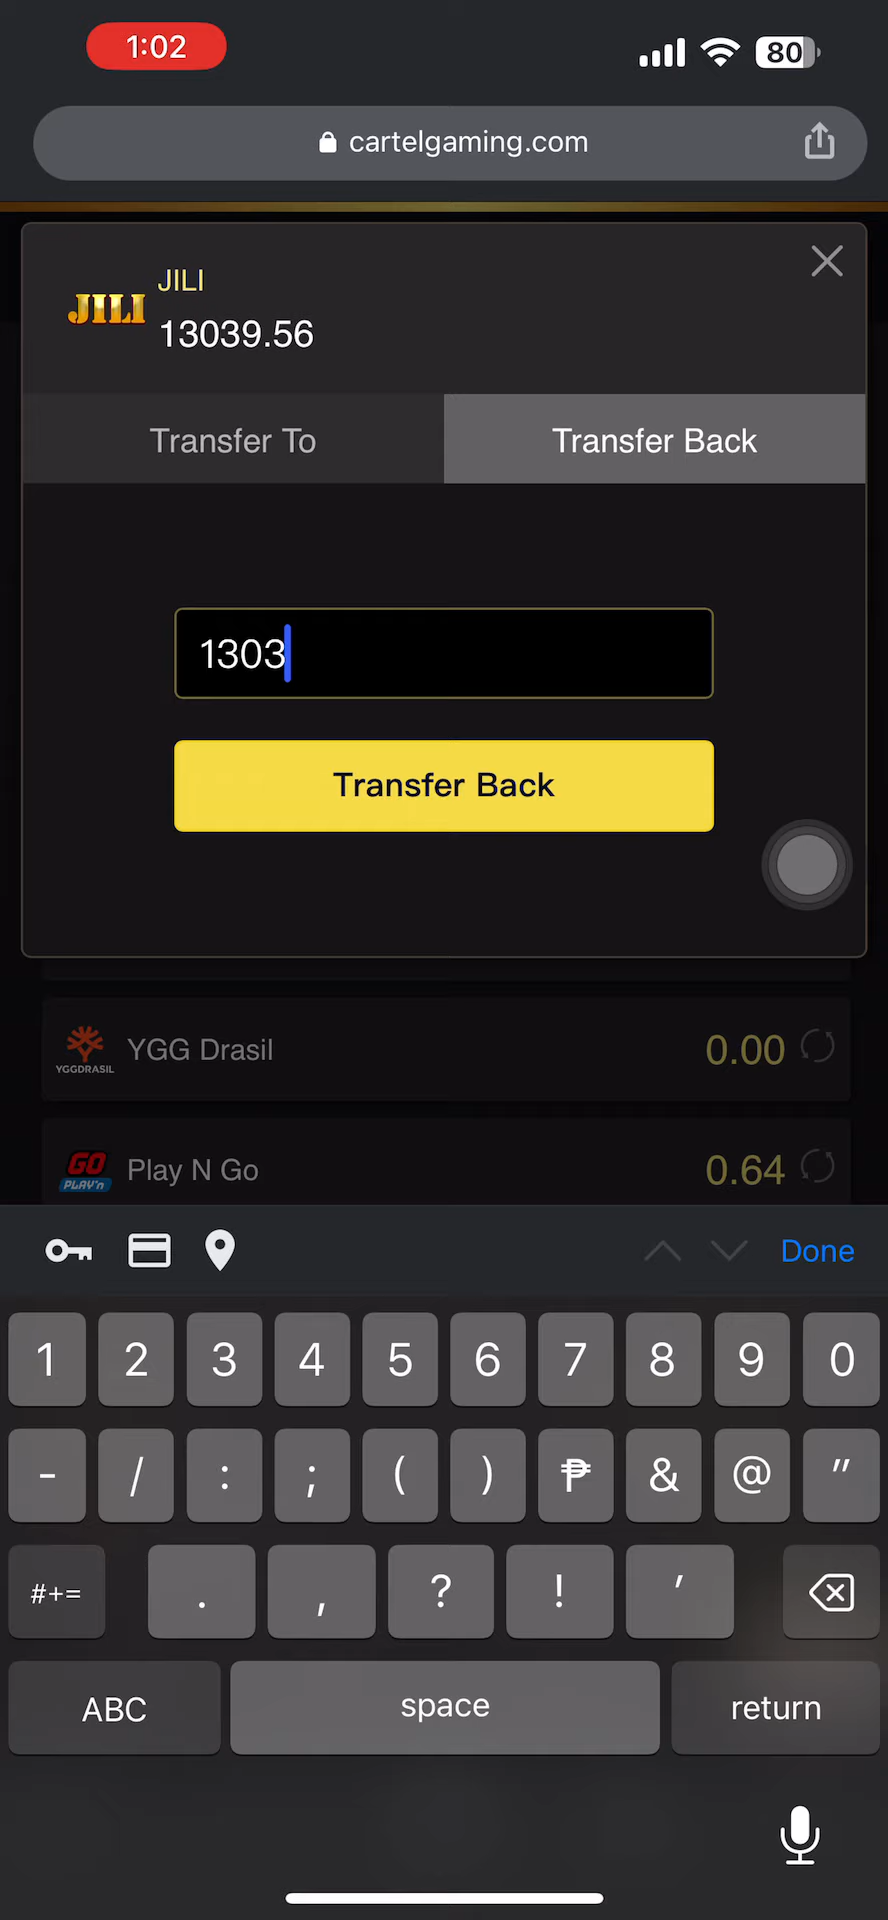 1:02
80
cartelgaming.com
JILI
JILI
13039.56
Transfer To
Transfer Back
1303
Transfer Back
YGGDRASIL
YGG Drasil
0.00
GO
PLAY'n
Play N Go
0.64
Done
1 2 3 4 5 6 7 8 9 0
- / : ; ( ) ₱ & @ "
#+= . , ? ! '
ABC space return